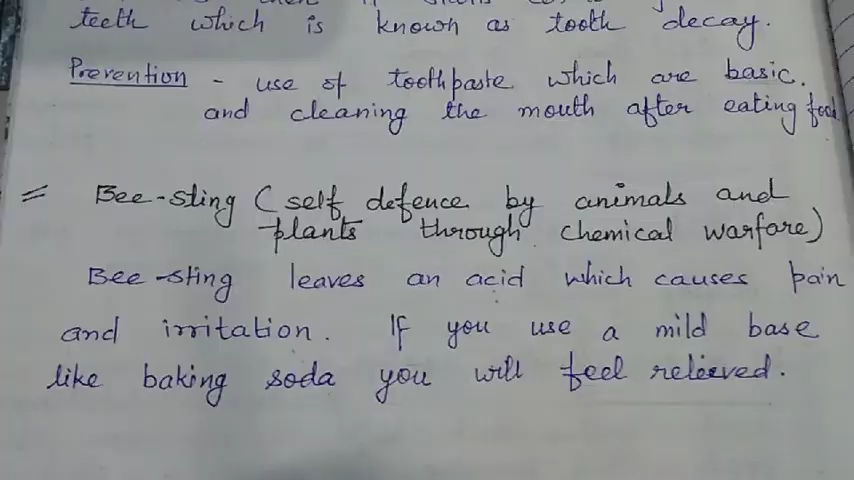 teeth which is known as tooth decay.
Prevention - use of toothpaste which are basic.
and cleaning the mouth after eating food
= Bee-sting (self defence by animals and
plants through chemical warfare)
Bee-sting leaves an acid which causes pain
and irritation. If you use a mild base
like baking soda you will feel releived.